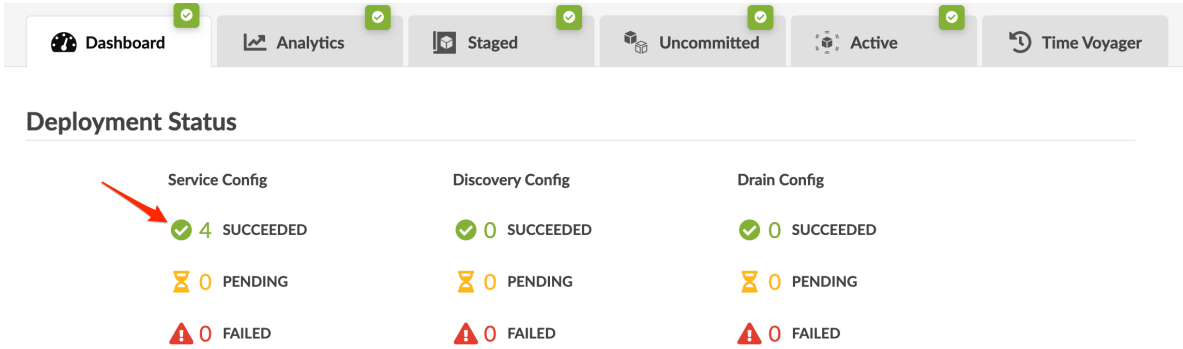 Dashboard Analytics Staged Uncommitted Active Time Voyager
Deployment Status
Service Config Discovery Config Drain Config
4 SUCCEEDED 0 SUCCEEDED 0 SUCCEEDED
0 PENDING 0 PENDING 0 PENDING
0 FAILED 0 FAILED 0 FAILED